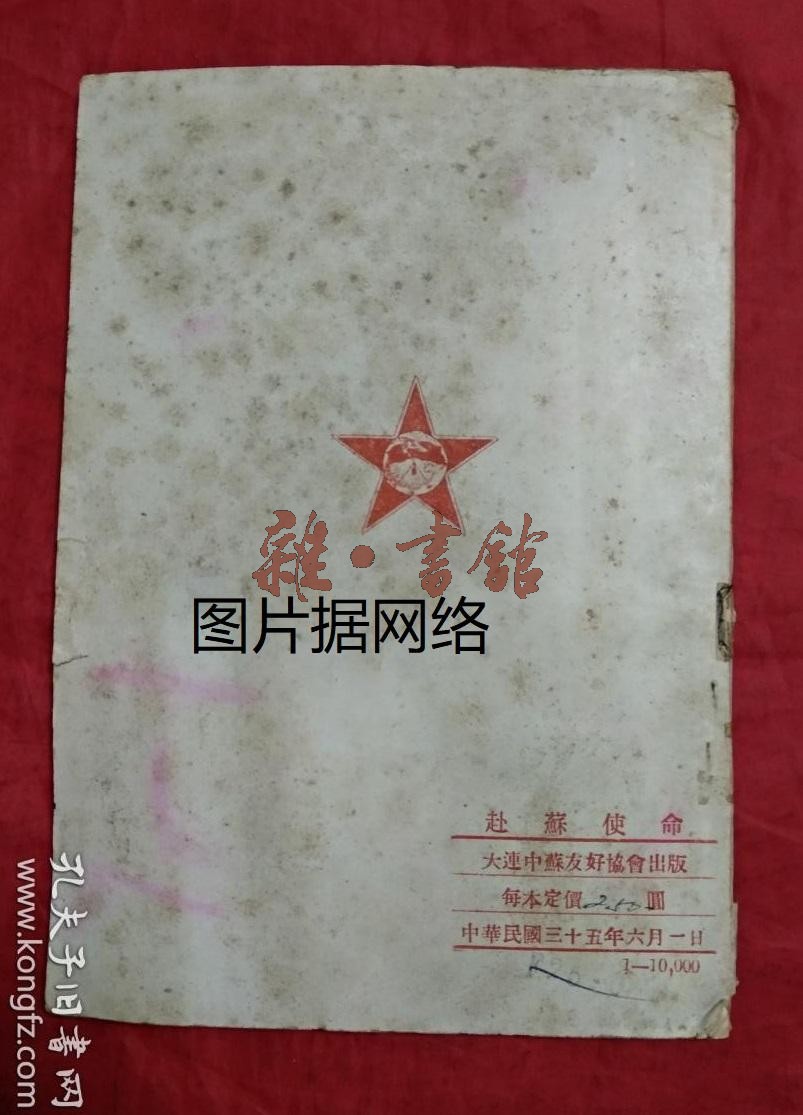 雜·書館
图片据网络
赴蘇使命
大連中蘇友好協會出版
每本定價2.50圓
中華民國三十五年六月一日
1—10,000
孔夫子旧书网
www.kongfz.com